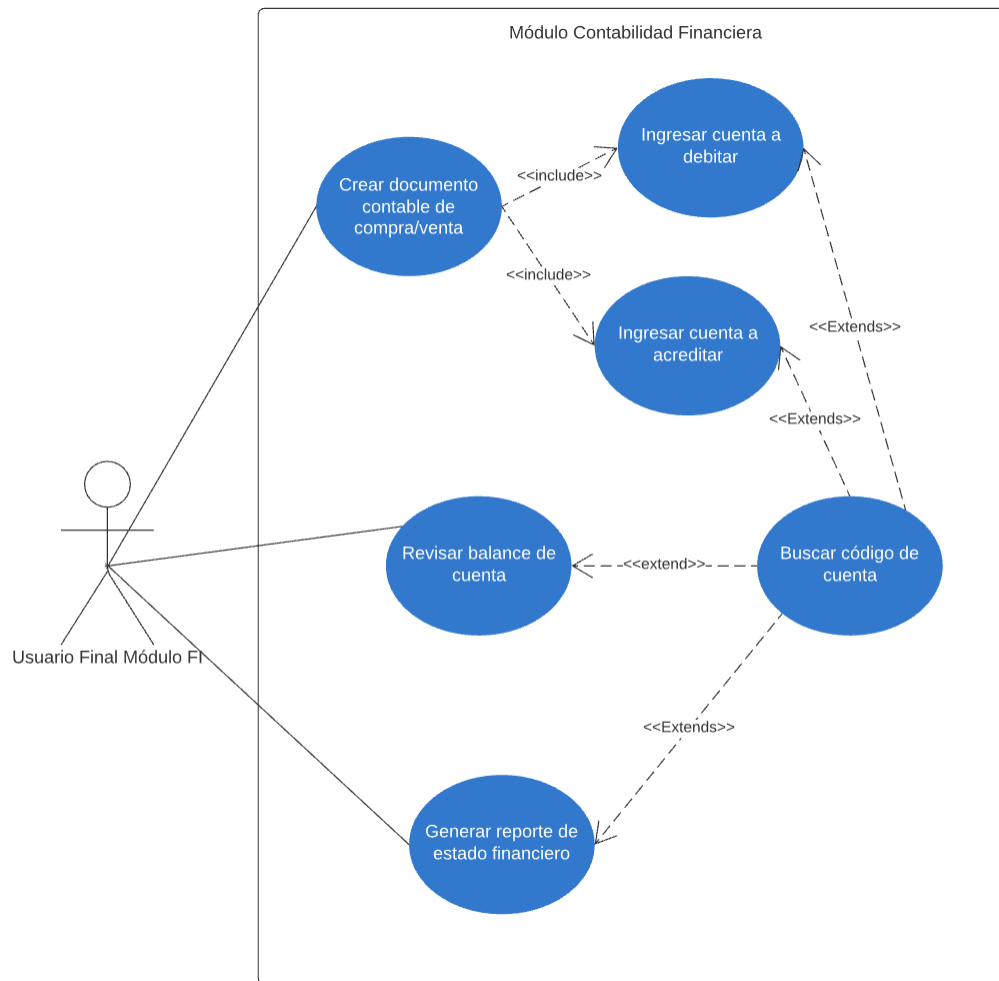 Módulo Contabilidad Financiera
Ingresar cuenta a
debitar
Crear documento
contable de
compra/venta
<<include>>
<<include>>
Ingresar cuenta a
acreditar
<<Extends>>
<<Extends>>
Revisar balance de
cuenta
<<extend>>
Buscar código de
cuenta
Usuario Final Módulo FI
<<Extends>>
Generar reporte de
estado financiero